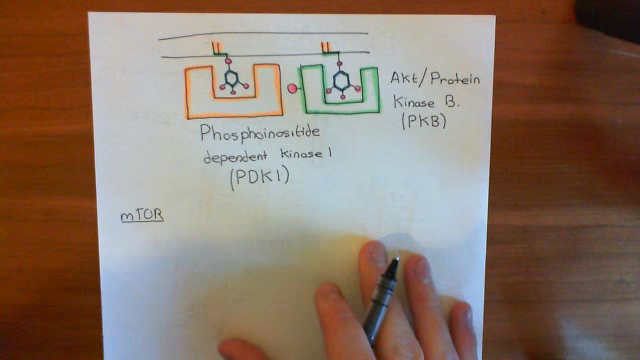 Akt/Protein
Kinase B.
(PKB)
Phosphoinositide
dependent kinase 1
(PDK1)
mTOR